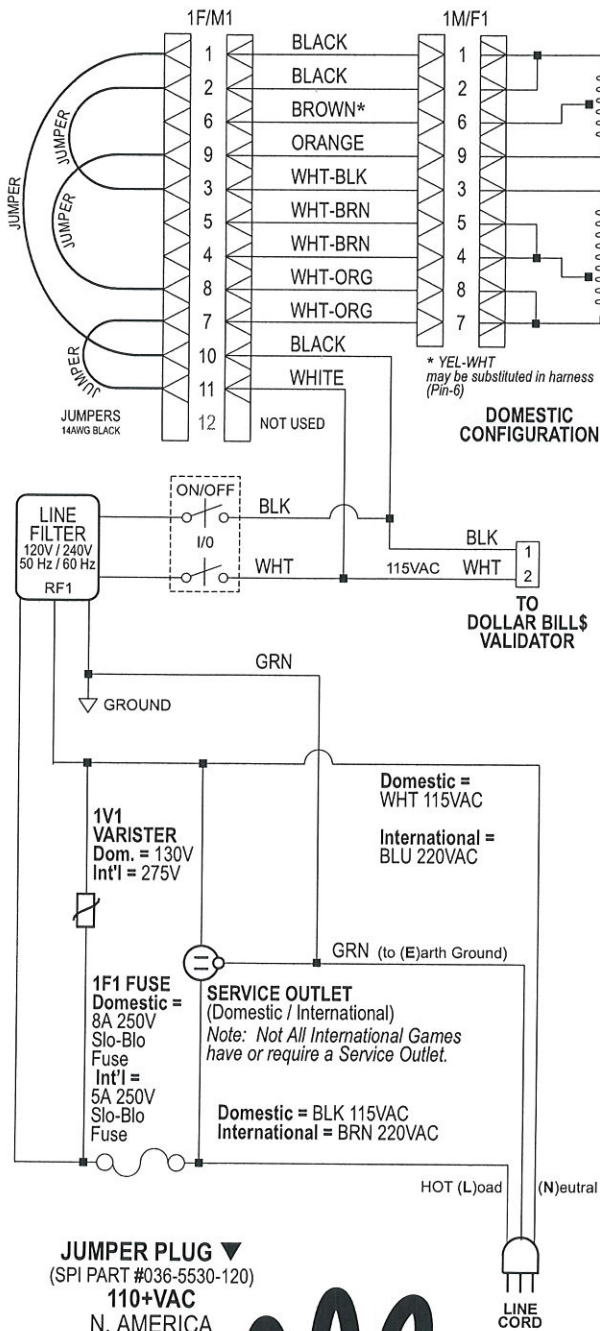 1F/M1
1M/F1
1 BLACK 1
2 BLACK 2
6 BROWN* 6
9 ORANGE 9
3 WHT-BLK 3
5 WHT-BRN 5
4 WHT-BRN 4
8 WHT-ORG 8
7 WHT-ORG 7
10 BLACK
11 WHITE
12 NOT USED
JUMPER
JUMPER
JUMPER
JUMPER
JUMPERS
14AWG BLACK
* YEL-WHT
may be substituted in harness
(Pin-6)
DOMESTIC
CONFIGURATION
LINE
FILTER
120V / 240V
50 Hz / 60 Hz
RF1
ON/OFF
I/0
BLK
WHT
115VAC
BLK 1
WHT 2
TO
DOLLAR BILL$
VALIDATOR
GRN
GROUND
1V1
VARISTER
Dom. = 130V
Int'l = 275V
Domestic =
WHT 115VAC
International =
BLU 220VAC
GRN (to (E)arth Ground)
1F1 FUSE
Domestic =
8A 250V
Slo-Blo
Fuse
Int'l =
5A 250V
Slo-Blo
Fuse
SERVICE OUTLET
(Domestic / International)
Note: Not All International Games
have or require a Service Outlet.
Domestic = BLK 115VAC
International = BRN 220VAC
HOT (L)oad
(N)eutral
LINE
CORD
JUMPER PLUG ▼
(SPI PART #036-5530-120)
110+VAC
N. AMERICA